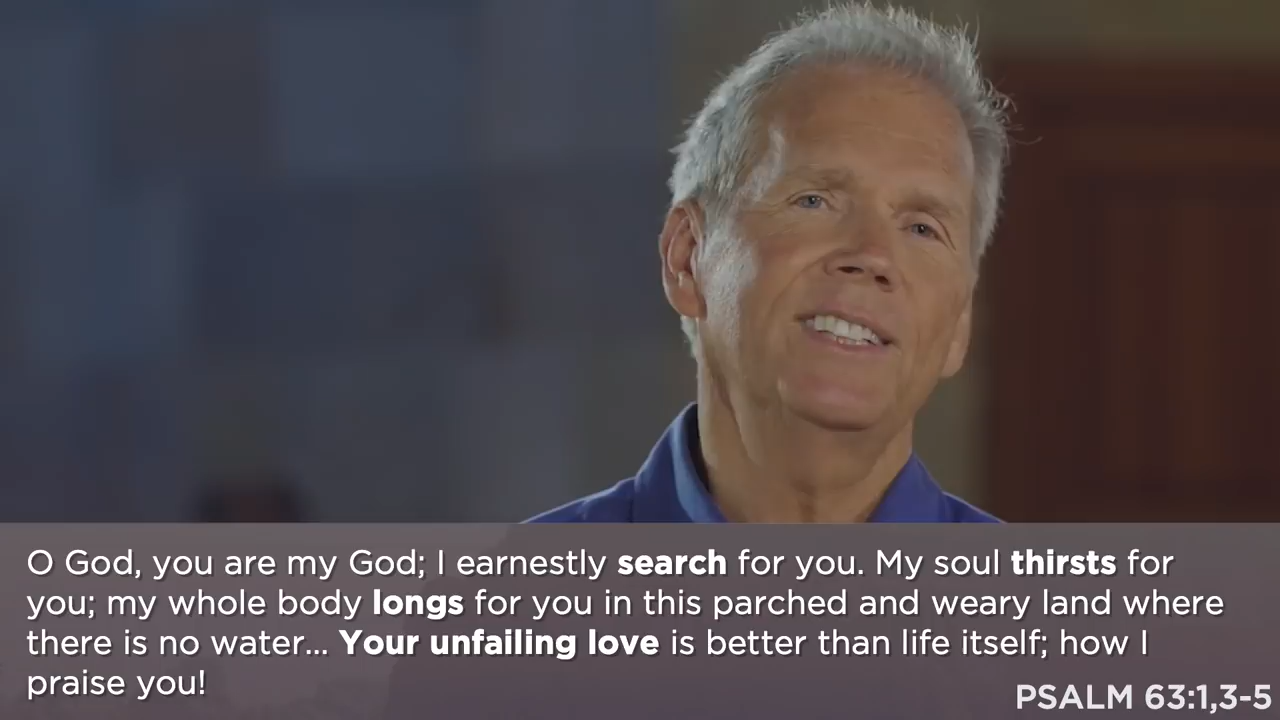 O God, you are my God; I earnestly search for you. My soul thirsts for
you; my whole body longs for you in this parched and weary land where
there is no water... Your unfailing love is better than life itself; how I
praise you!
PSALM 63:1,3-5